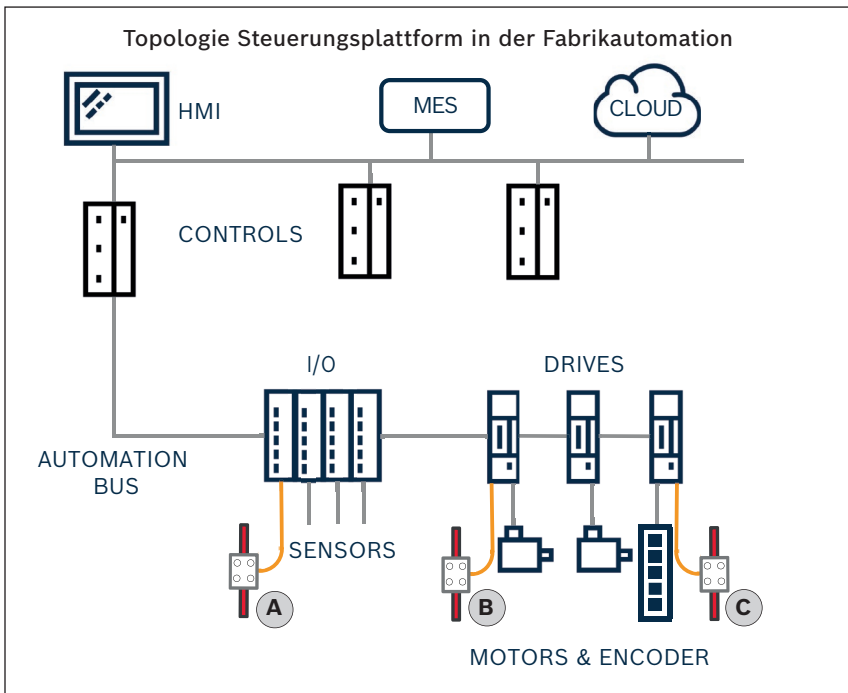 Topologie Steuerungsplattform in der Fabrikautomation
HMI
MES
CLOUD
CONTROLS
I/O
DRIVES
AUTOMATION
BUS
SENSORS
A
B
C
MOTORS & ENCODER